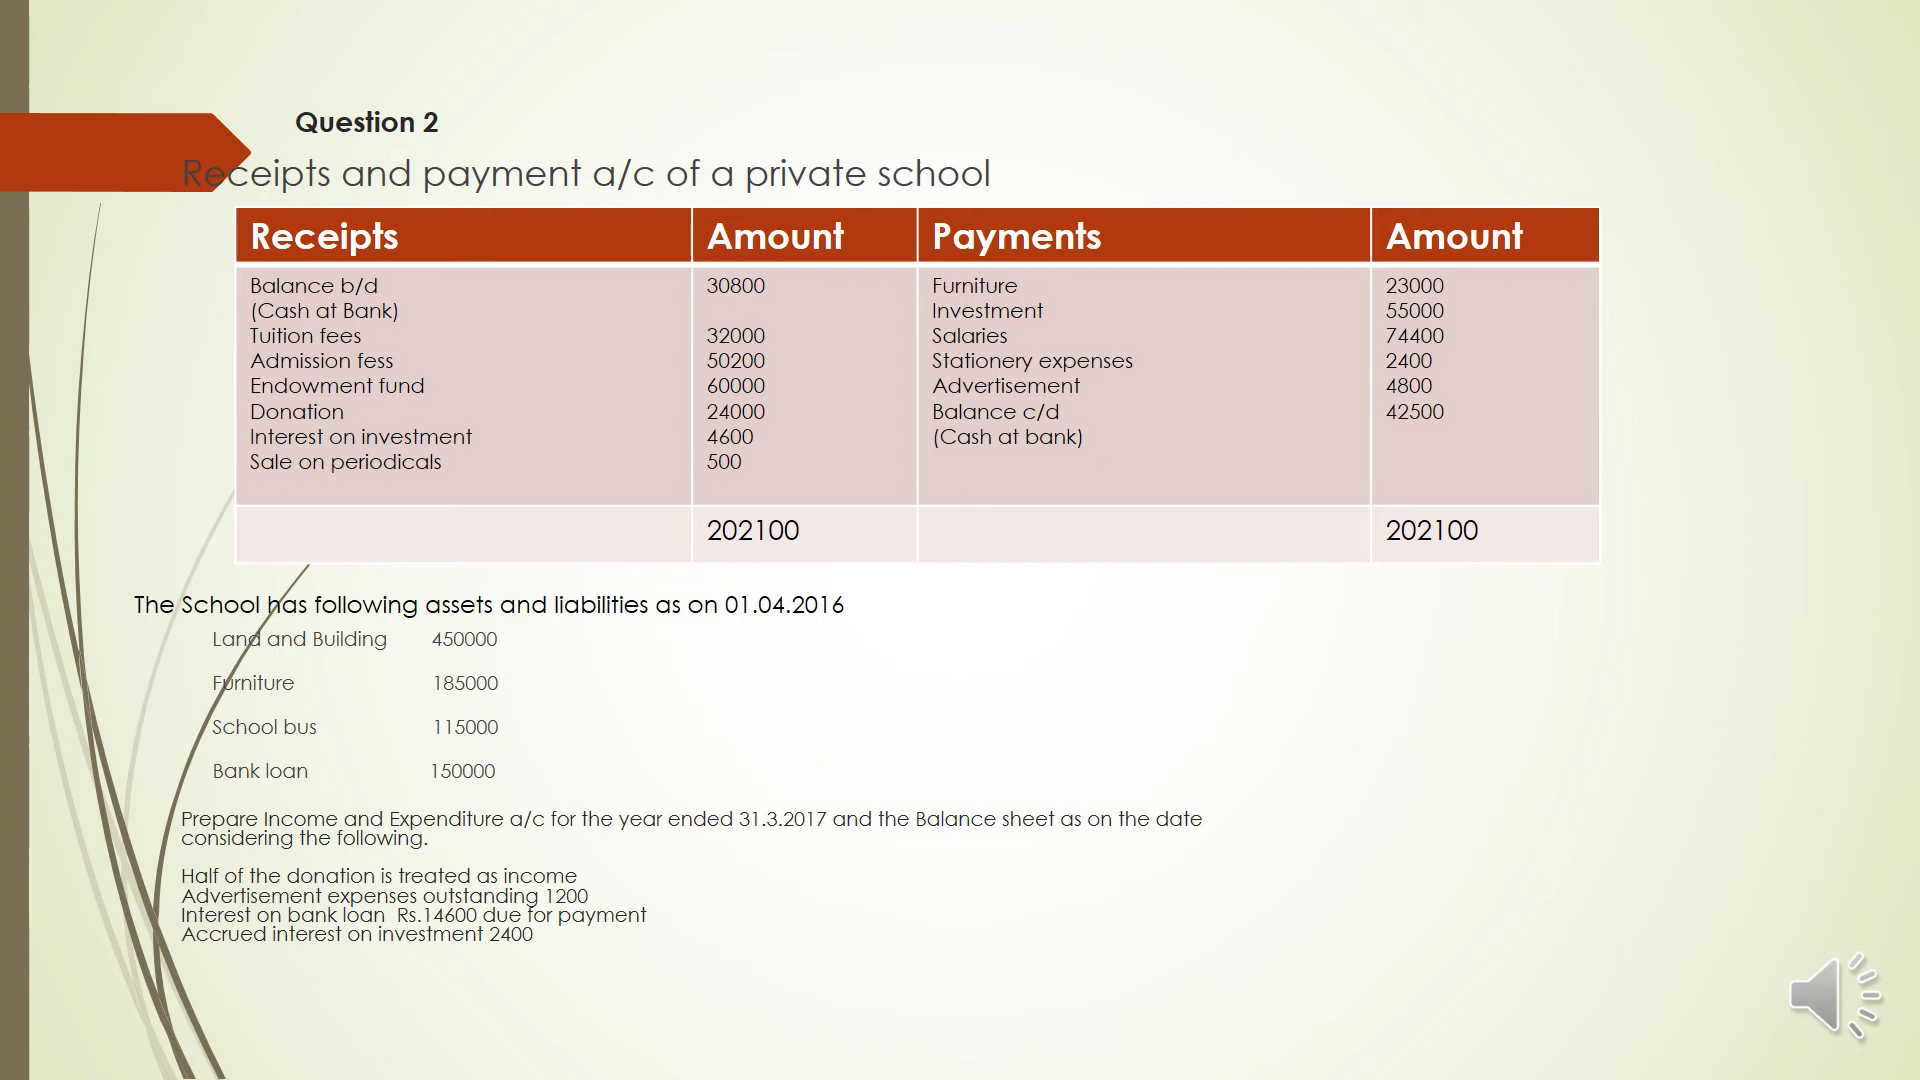 Question 2
Receipts and payment a/c of a private school
Receipts Amount Payments Amount
Balance b/d 30800 Furniture 23000
(Cash at Bank) Investment 55000
Tuition fees 32000 Salaries 74400
Admission fess 50200 Stationery expenses 2400
Endowment fund 60000 Advertisement 4800
Donation 24000 Balance c/d 42500
Interest on investment 4600 (Cash at bank)
Sale on periodicals 500
202100 202100
The School has following assets and liabilities as on 01.04.2016
Land and Building 450000
Furniture 185000
School bus 115000
Bank loan 150000
Prepare Income and Expenditure a/c for the year ended 31.3.2017 and the Balance sheet as on the date
considering the following.
Half of the donation is treated as income
Advertisement expenses outstanding 1200
Interest on bank loan Rs.14600 due for payment
Accrued interest on investment 2400